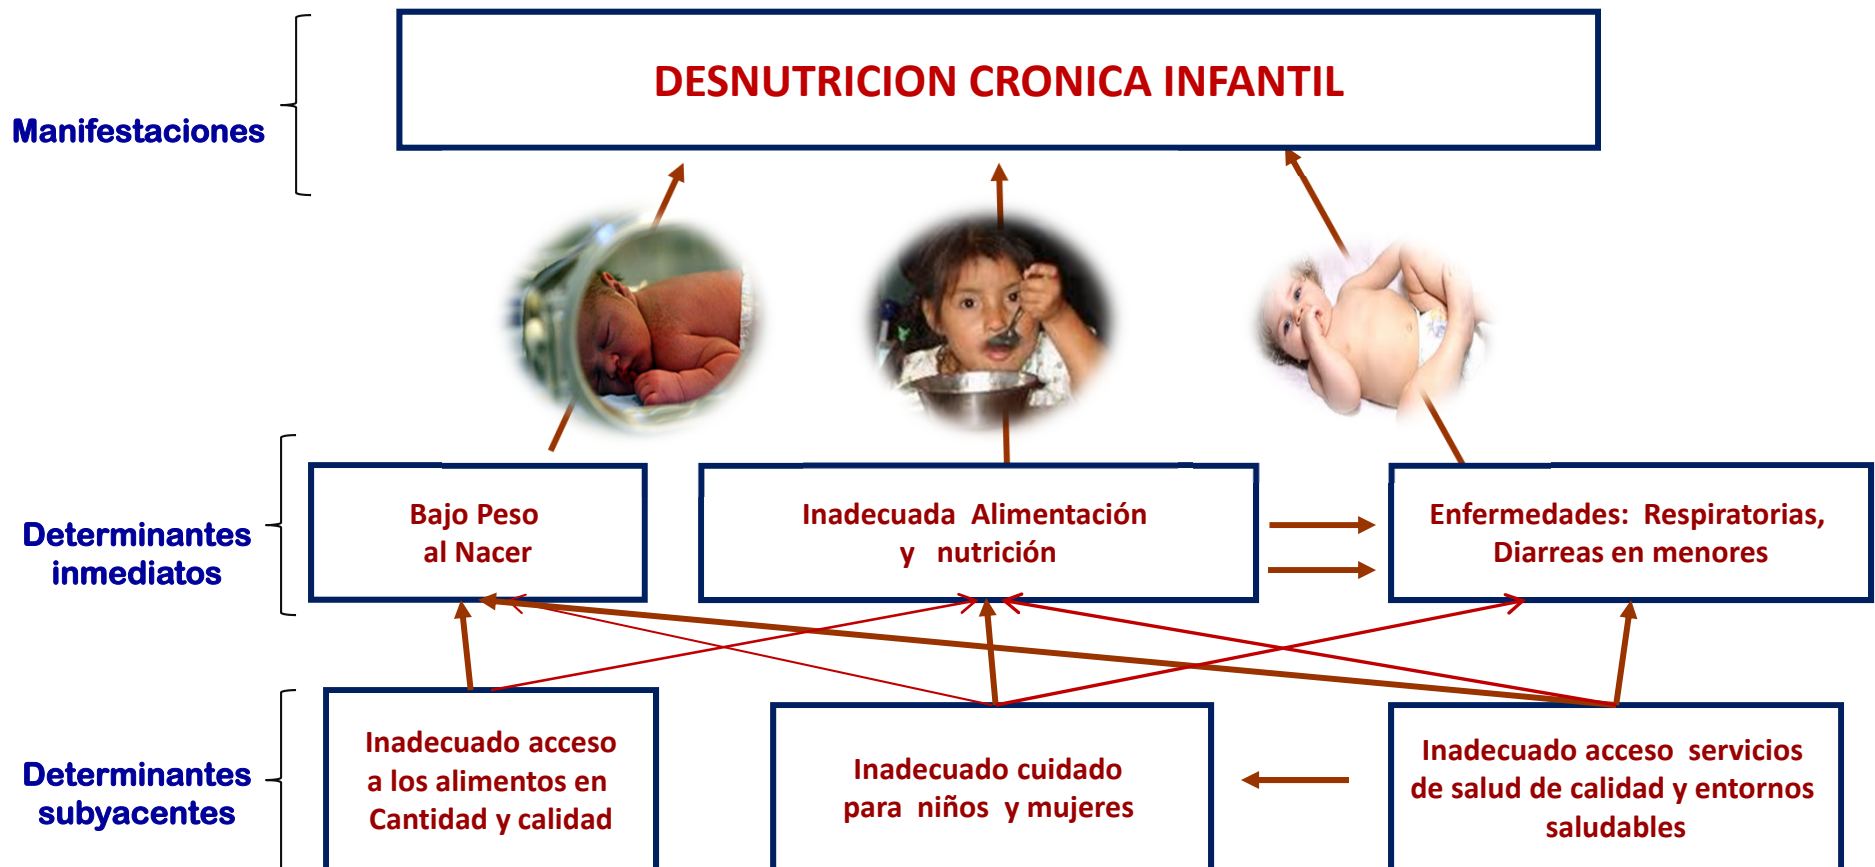 DESNUTRICION CRONICA INFANTIL
Manifestaciones
Determinantes
inmediatos
Bajo Peso
al Nacer
Inadecuada Alimentación
y nutrición
Enfermedades: Respiratorias,
Diarreas en menores
Determinantes
subyacentes
Inadecuado acceso
a los alimentos en
Cantidad y calidad
Inadecuado cuidado
para niños y mujeres
Inadecuado acceso servicios
de salud de calidad y entornos
saludables